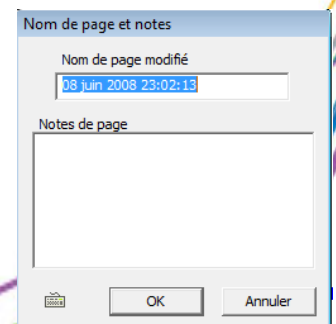 Nom de page et notes
Nom de page modifié
08 juin 2008 23:02:13
Notes de page
OK
Annuler